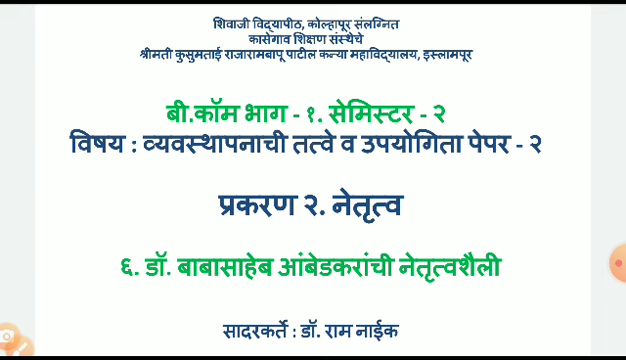 शिवाजी विद्यापीठ, कोल्हापूर संलग्नित
कासेगाव शिक्षण संस्थेचे
श्रीमती कुसुमताई राजारामबापू पाटील कन्या महाविद्यालय, इस्लामपूर
बी.कॉम भाग - १. सेमिस्टर - २
विषय : व्यवस्थापनाची तत्वे व उपयोगिता पेपर - २
प्रकरण २. नेतृत्व
६. डॉ. बाबासाहेब आंबेडकरांची नेतृत्वशैली
सादरकर्ते : डॉ. राम नाईक